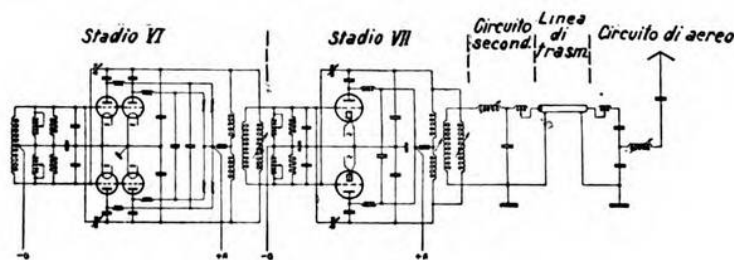 Stadio VI
Stadio VII
Circuito
second.
Linea
di
trasm.
Circuito di aereo
-G
+A
-G
+A